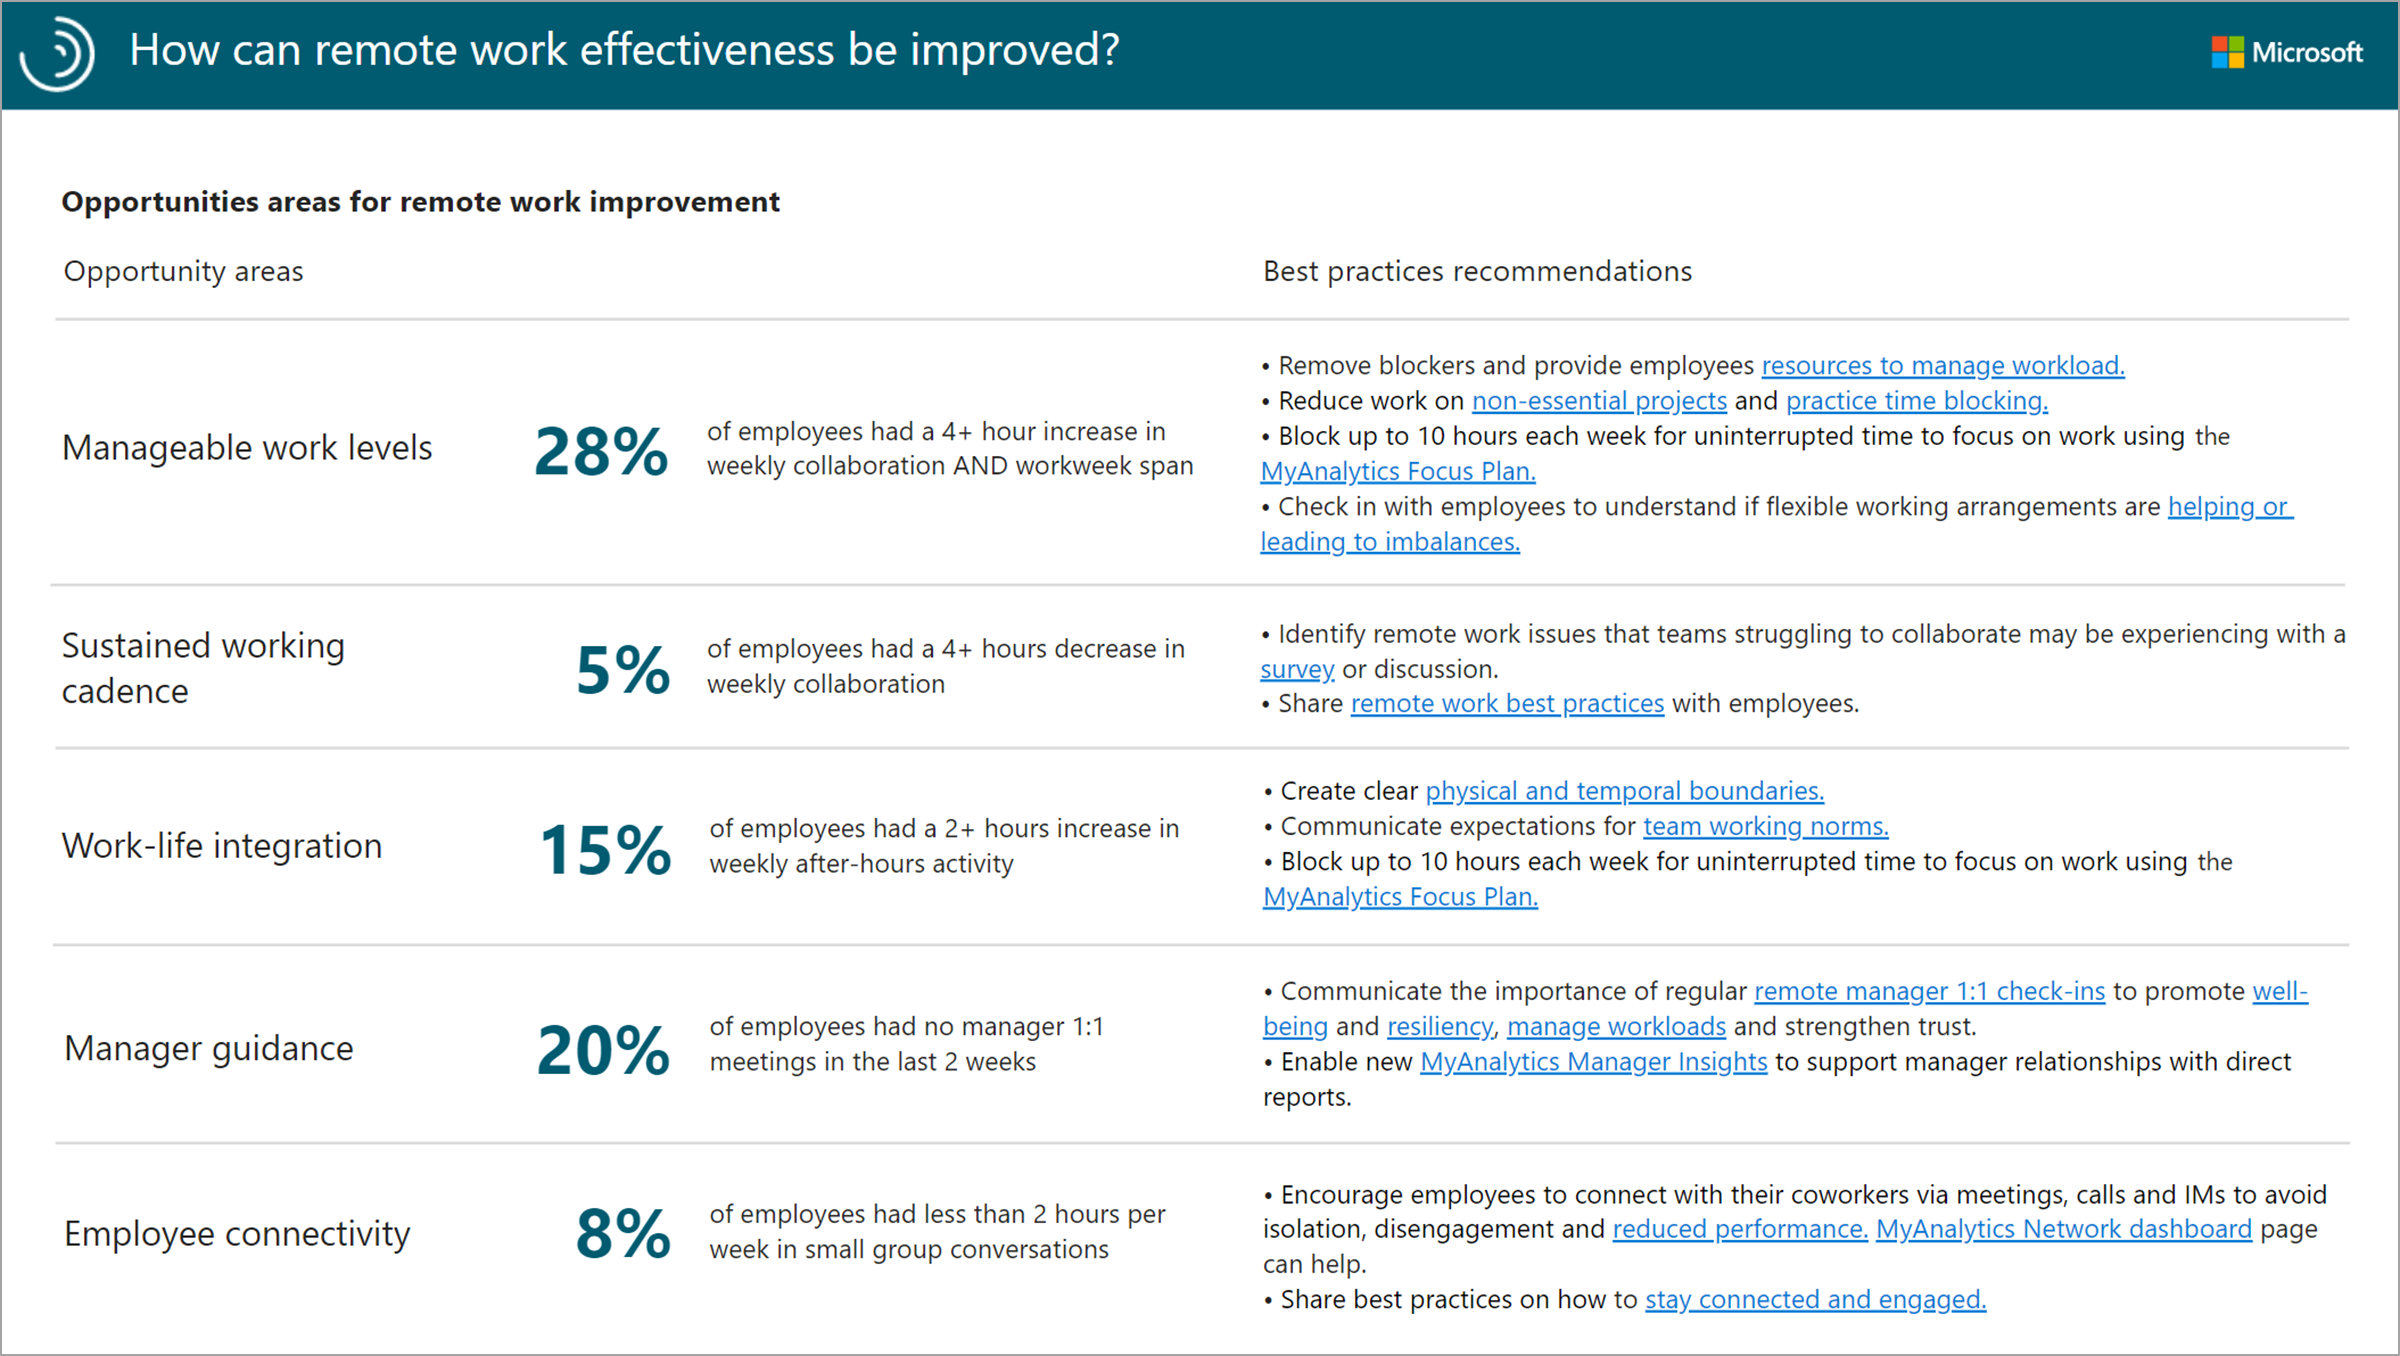 How can remote work effectiveness be improved?
Microsoft
Opportunities areas for remote work improvement
Opportunity areas
Best practices recommendations
Manageable work levels
28%
of employees had a 4+ hour increase in
weekly collaboration AND workweek span
• Remove blockers and provide employees resources to manage workload.
• Reduce work on non-essential projects and practice time blocking.
• Block up to 10 hours each week for uninterrupted time to focus on work using the
MyAnalytics Focus Plan.
• Check in with employees to understand if flexible working arrangements are helping or
leading to imbalances.
Sustained working
cadence
5%
of employees had a 4+ hours decrease in
weekly collaboration
• Identify remote work issues that teams struggling to collaborate may be experiencing with a
survey or discussion.
• Share remote work best practices with employees.
Work-life integration
15%
of employees had a 2+ hours increase in
weekly after-hours activity
• Create clear physical and temporal boundaries.
• Communicate expectations for team working norms.
• Block up to 10 hours each week for uninterrupted time to focus on work using the
MyAnalytics Focus Plan.
Manager guidance
20%
of employees had no manager 1:1
meetings in the last 2 weeks
• Communicate the importance of regular remote manager 1:1 check-ins to promote well-
being and resiliency, manage workloads and strengthen trust.
• Enable new MyAnalytics Manager Insights to support manager relationships with direct
reports.
Employee connectivity
8%
of employees had less than 2 hours per
week in small group conversations
• Encourage employees to connect with their coworkers via meetings, calls and IMs to avoid
isolation, disengagement and reduced performance. MyAnalytics Network dashboard page
can help.
• Share best practices on how to stay connected and engaged.